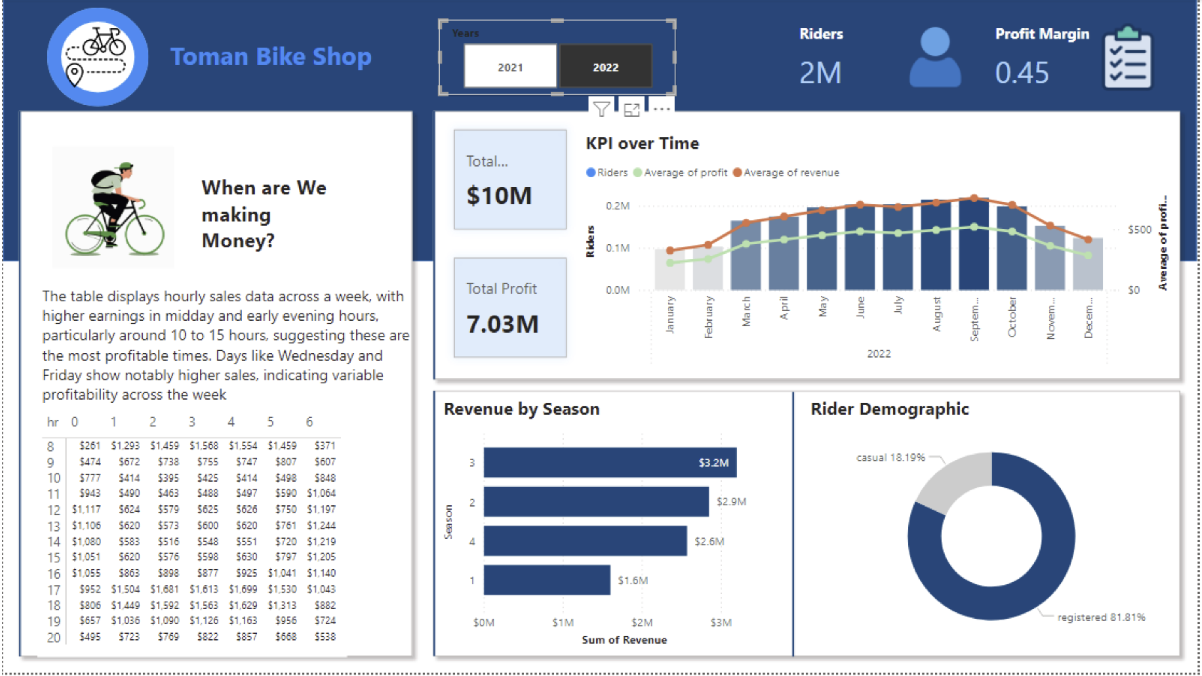 Toman Bike Shop
Years
2021
2022
Riders
2M
Profit Margin
0.45
When are We
making
Money?
The table displays hourly sales data across a week, with
higher earnings in midday and early evening hours,
particularly around 10 to 15 hours, suggesting these are
the most profitable times. Days like Wednesday and
Friday show notably higher sales, indicating variable
profitability across the week
hr 0 1 2 3 4 5 6
8 $261 $1,293 $1,459 $1,568 $1,554 $1,459 $371
9 $474 $672 $738 $755 $747 $807 $607
10 $777 $414 $395 $425 $414 $498 $848
11 $943 $490 $463 $488 $497 $590 $1,064
12 $1,117 $624 $579 $625 $626 $750 $1,197
13 $1,106 $620 $573 $600 $620 $761 $1,244
14 $1,080 $583 $516 $548 $551 $720 $1,219
15 $1,051 $620 $576 $598 $630 $797 $1,205
16 $1,055 $863 $898 $877 $925 $1,041 $1,140
17 $952 $1,504 $1,681 $1,613 $1,699 $1,530 $1,043
18 $806 $1,449 $1,592 $1,563 $1,629 $1,313 $882
19 $657 $1,036 $1,090 $1,126 $1,163 $956 $724
20 $495 $723 $769 $822 $857 $668 $538
Total...
$10M
Total Profit
7.03M
KPI over Time
Riders Average of profit Average of revenue
Riders
0.2M
0.1M
0.0M
$500
$0
Average of profi...
January
February
March
April
May
June
July
August
Septem...
October
Novem...
Decem...
2022
Revenue by Season
Season
3 $3.2M
2 $2.9M
4 $2.6M
1 $1.6M
$0M $1M $2M $3M
Sum of Revenue
Rider Demographic
casual 18.19%
registered 81.81%